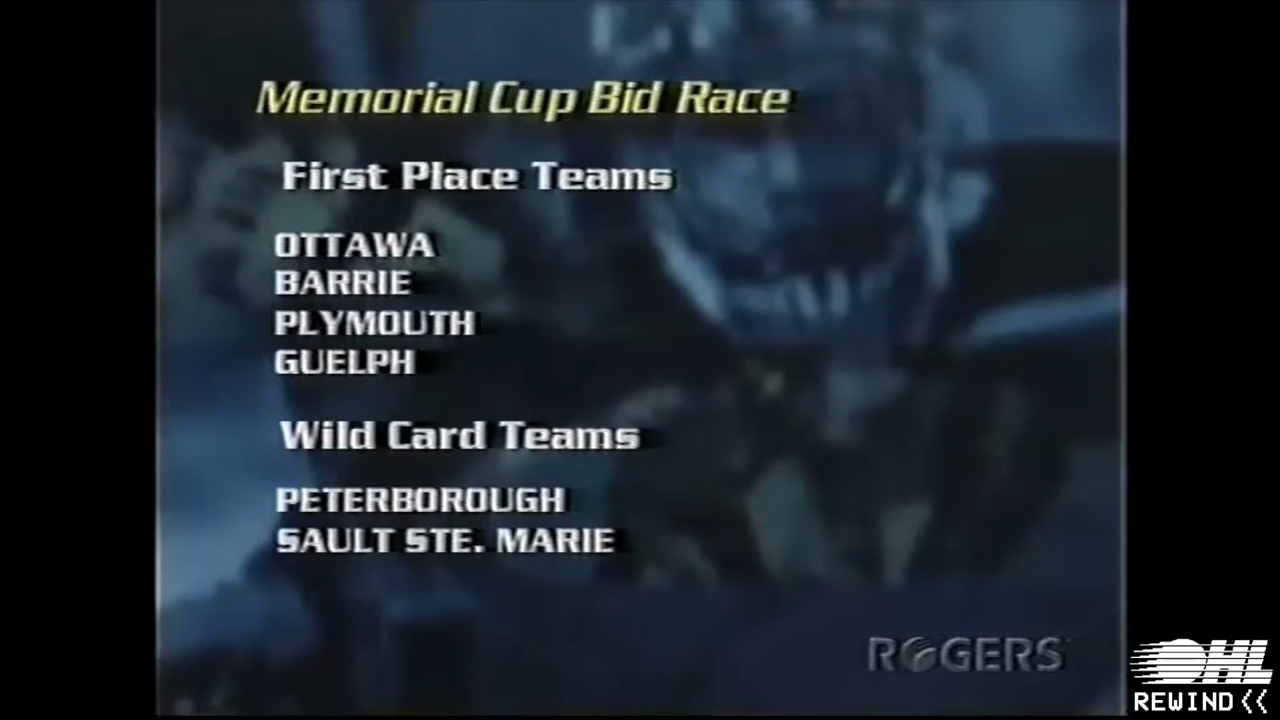 Memorial Cup Bid Race
First Place Teams
OTTAWA
BARRIE
PLYMOUTH
GUELPH
Wild Card Teams
PETERBOROUGH
SAULT STE. MARIE
ROGERS
OHL
REWIND <<